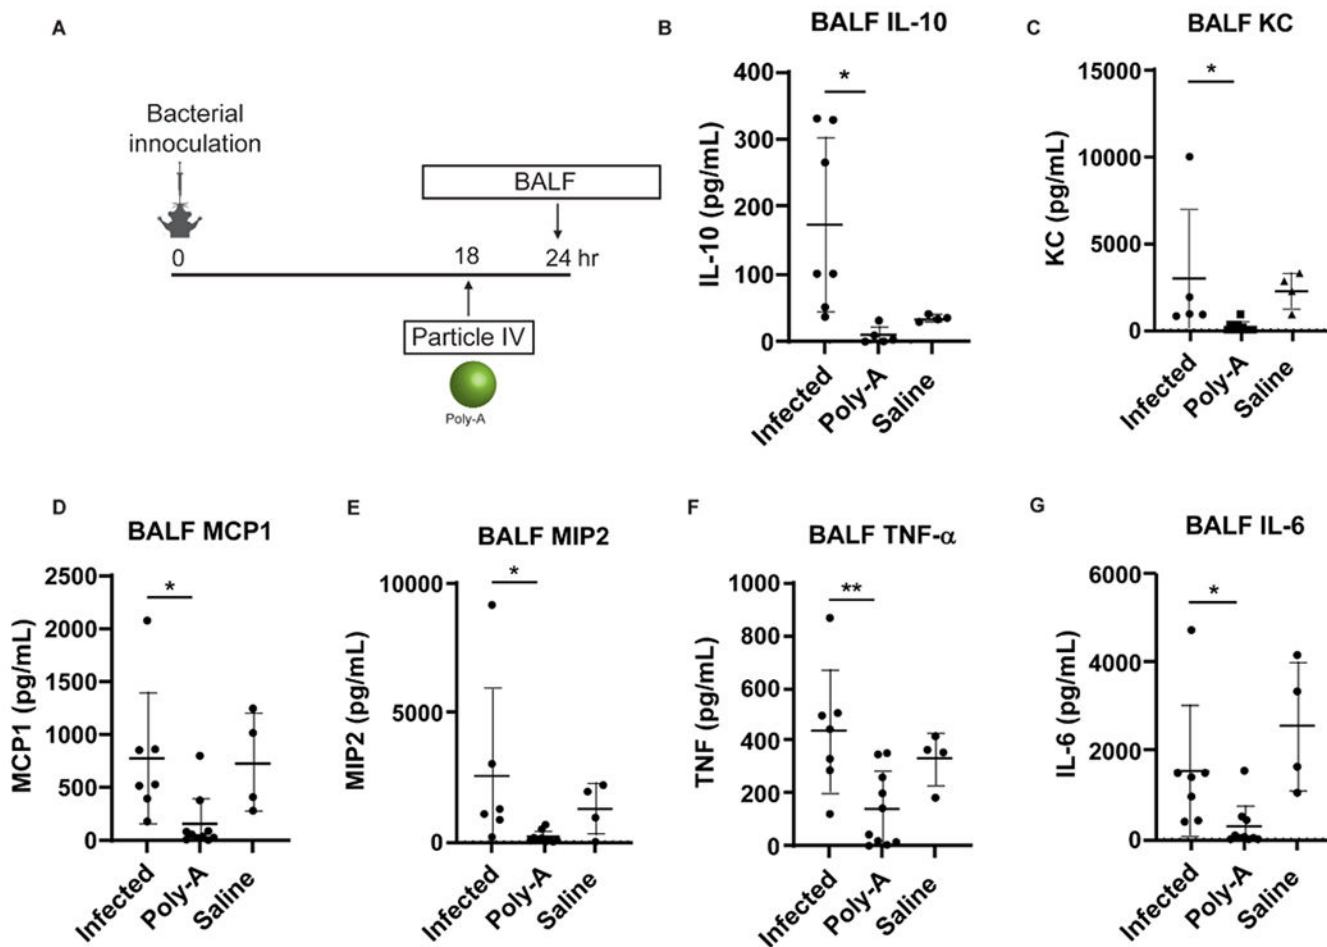 A
Bacterial
innoculation
BALF
0
18
24 hr
Particle IV
Poly-A
B
BALF IL-10
IL-10 (pg/mL)
400
300
200
100
0
*
Infected
Poly-A
Saline
C
BALF KC
KC (pg/mL)
15000
10000
5000
0
*
Infected
Poly-A
Saline
D
BALF MCP1
MCP1 (pg/mL)
2500
2000
1500
1000
500
0
*
Infected
Poly-A
Saline
E
BALF MIP2
MIP2 (pg/mL)
10000
5000
0
*
Infected
Poly-A
Saline
F
BALF TNF-α
TNF (pg/mL)
1000
800
600
400
200
0
**
Infected
Poly-A
Saline
G
BALF IL-6
IL-6 (pg/mL)
6000
4000
2000
0
*
Infected
Poly-A
Saline